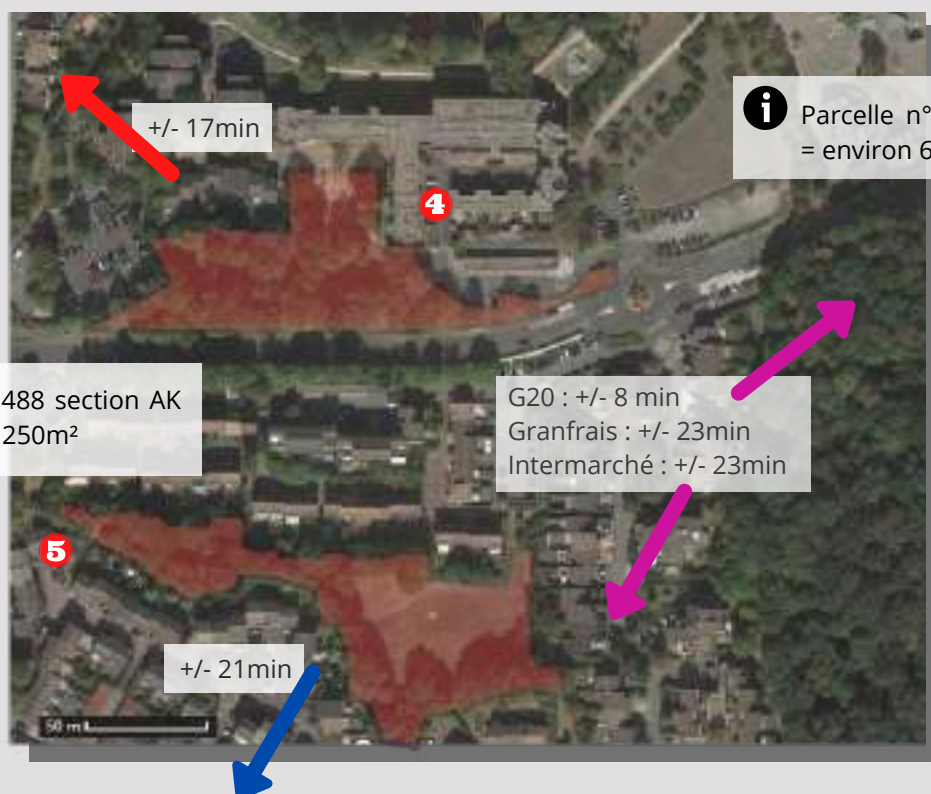 +/- 17min
Parcelle n°
= environ 6
4
488 section AK
250m²
G20 : +/- 8 min
Granfrais : +/- 23min
Intermarché : +/- 23min
5
+/- 21min
50 m